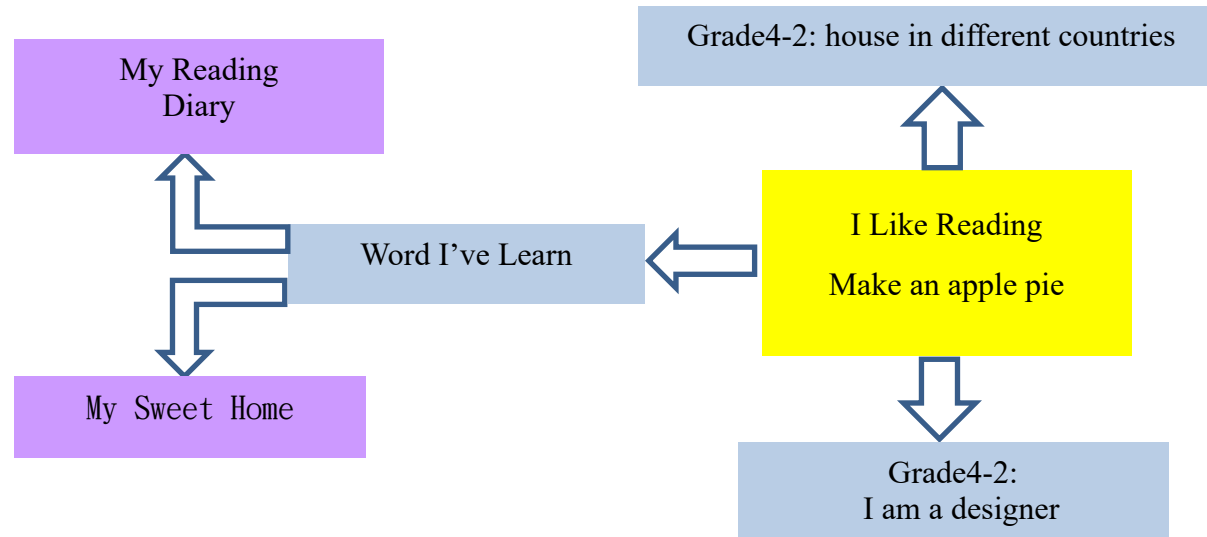 Grade4-2: house in different countries
My Reading
Diary
I Like Reading
Make an apple pie
Word I’ve Learn
My Sweet Home
Grade4-2:
I am a designer